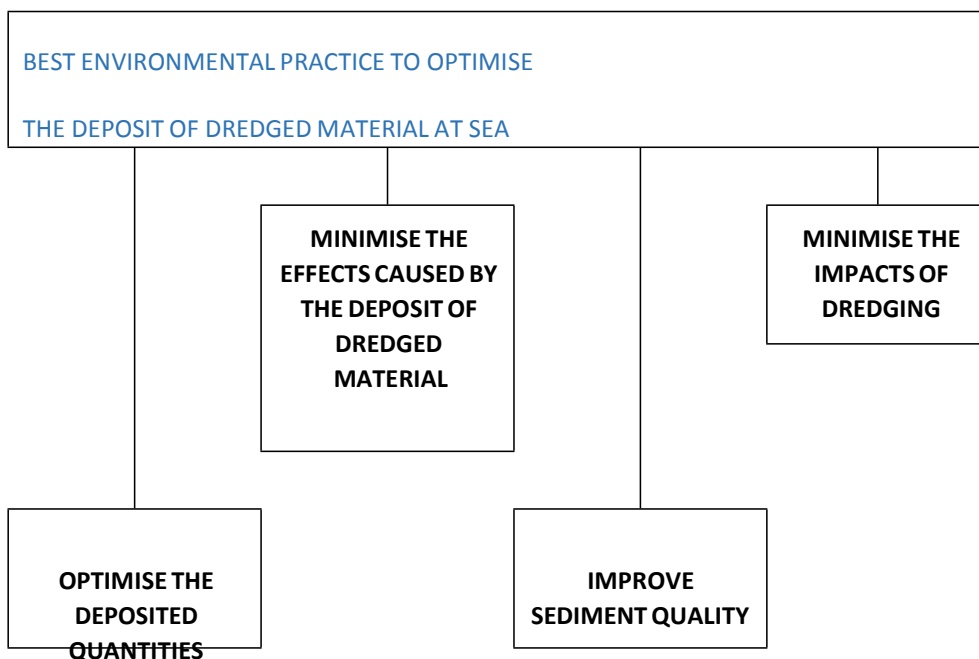 BEST ENVIRONMENTAL PRACTICE TO OPTIMISE
THE DEPOSIT OF DREDGED MATERIAL AT SEA
MINIMISE THE
EFFECTS CAUSED BY
THE DEPOSIT OF
DREDGED
MATERIAL
MINIMISE THE
IMPACTS OF
DREDGING
OPTIMISE THE
DEPOSITED
QUANTITIES
IMPROVE
SEDIMENT QUALITY